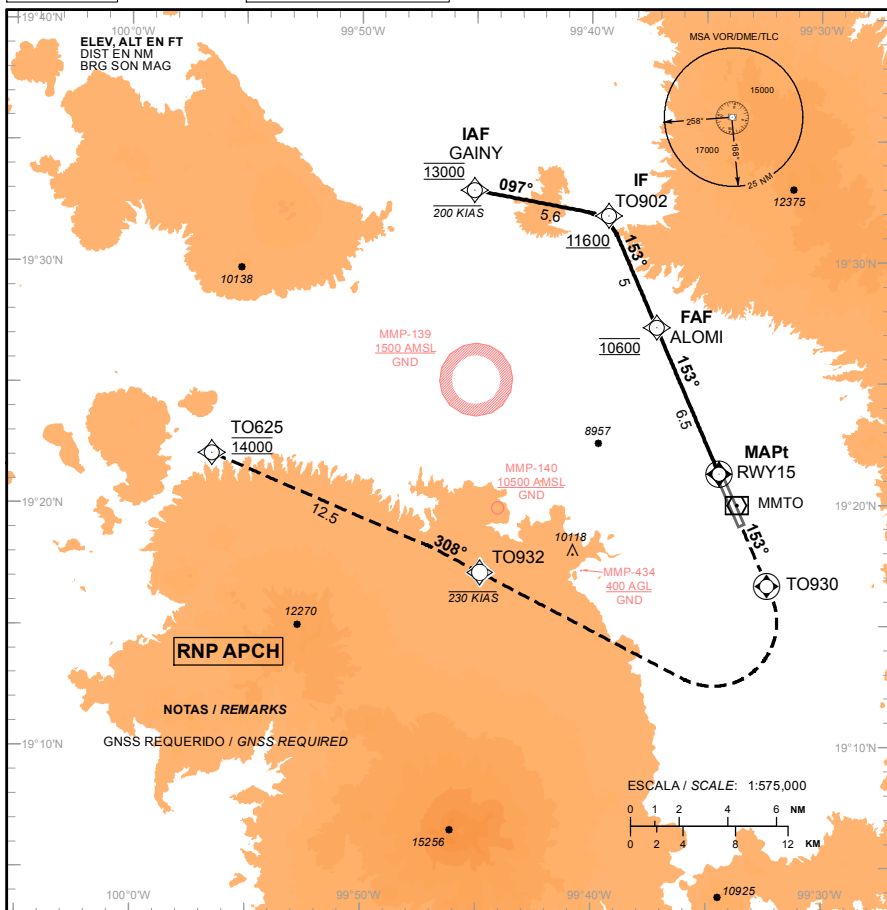 19°40'N
100°00'W
99°50'W
99°40'W
99°30'W
19°40'N
ELEV, ALT EN FT
DIST EN NM
BRG SON MAG
MSA VOR/DME/TLC
15000
258°
168°
17000
25 NM
12375
IAF
GAINY
13000
200 KIAS
097°
5.6
IF
TO902
11600
153°
5
19°30'N
19°30'N
10138
FAF
ALOMI
10600
153°
6.5
MMP-139
1500 AMSL
GND
TO625
14000
8957
MAPt
RWY15
MMP-140
10500 AMSL
GND
19°20'N
19°20'N
MMTO
153°
12.5
308°
10118
TO932
230 KIAS
MMP-434
400 AGL
GND
TO930
12270
RNP APCH
NOTAS / REMARKS
GNSS REQUERIDO / GNSS REQUIRED
19°10'N
19°10'N
ESCALA / SCALE: 1:575,000
0 1 2 4 6 NM
0 2 4 8 12 KM
15256
10925
100°00'W
99°50'W
99°40'W
99°30'W